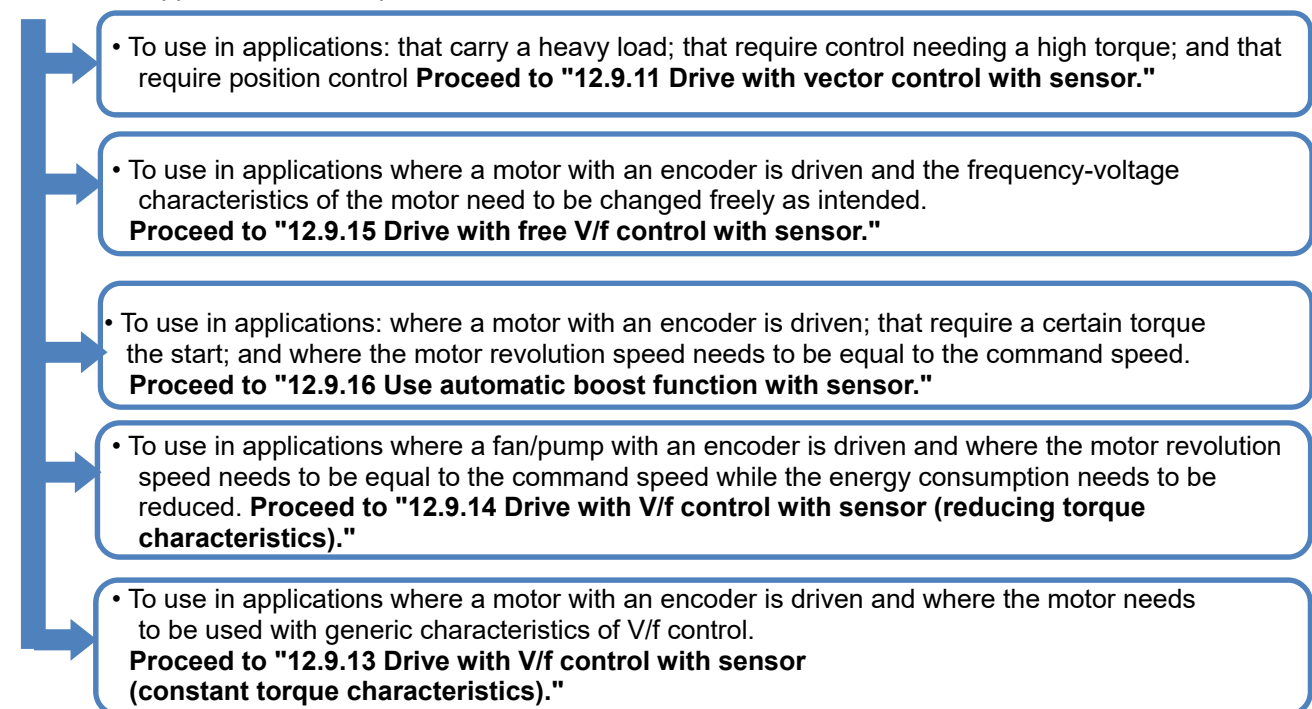 • To use in applications: that carry a heavy load; that require control needing a high torque; and that
require position control Proceed to "12.9.11 Drive with vector control with sensor."
• To use in applications where a motor with an encoder is driven and the frequency-voltage
characteristics of the motor need to be changed freely as intended.
Proceed to "12.9.15 Drive with free V/f control with sensor."
• To use in applications: where a motor with an encoder is driven; that require a certain torque
the start; and where the motor revolution speed needs to be equal to the command speed.
Proceed to "12.9.16 Use automatic boost function with sensor."
• To use in applications where a fan/pump with an encoder is driven and where the motor revolution
speed needs to be equal to the command speed while the energy consumption needs to be
reduced. Proceed to "12.9.14 Drive with V/f control with sensor (reducing torque
characteristics)."
• To use in applications where a motor with an encoder is driven and where the motor needs
to be used with generic characteristics of V/f control.
Proceed to "12.9.13 Drive with V/f control with sensor
(constant torque characteristics)."